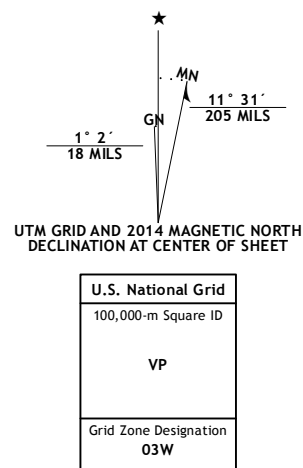 MN
GN
11° 31´
205 MILS
1° 2´
18 MILS
UTM GRID AND 2014 MAGNETIC NORTH
DECLINATION AT CENTER OF SHEET
U.S. National Grid
100,000-m Square ID
VP
Grid Zone Designation
03W